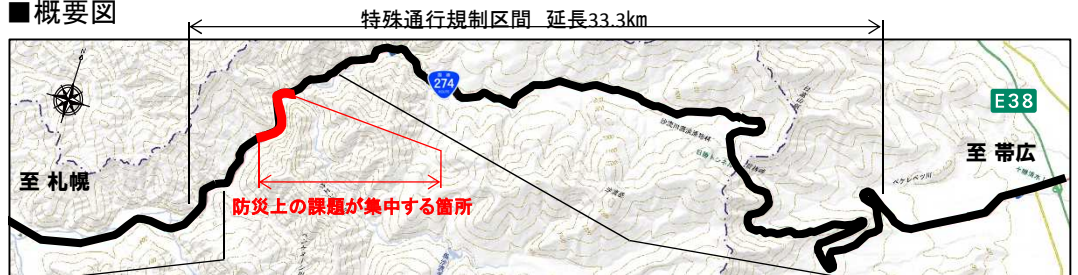 ■概要図
特殊通行規制区間 延長33.3km
274
E38
至 帯広
至 札幌
防災上の課題が集中する箇所